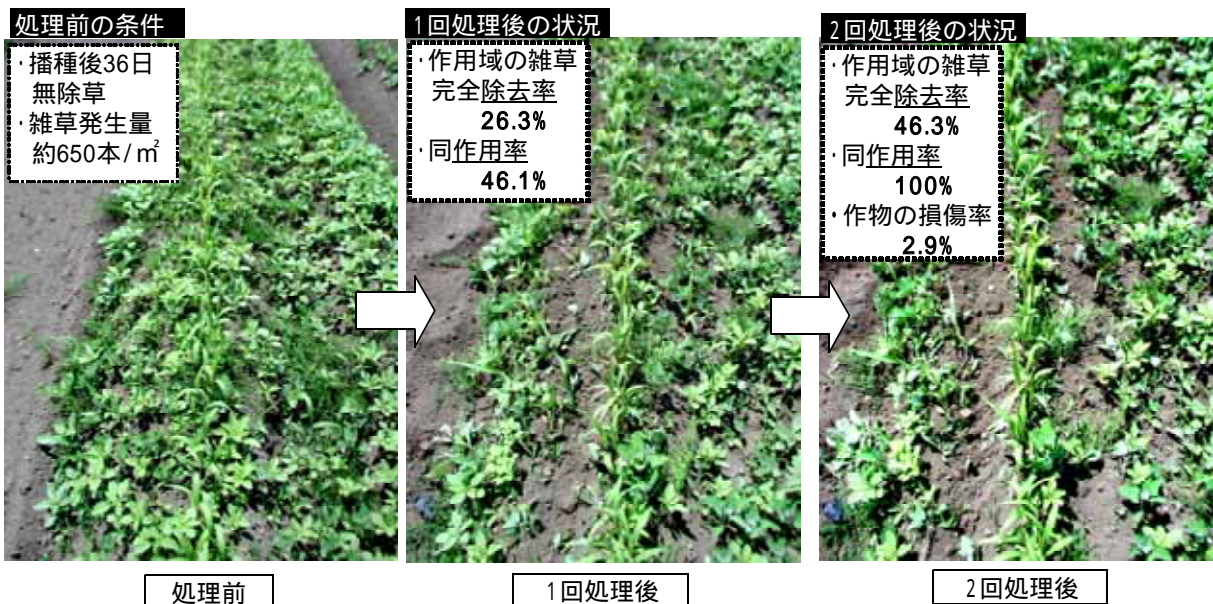 処理前の条件
・播種後36日
無除草
・雑草発生量
約650本/㎡
1回処理後の状況
・作用域の雑草
完全除去率
26.3%
・同作用率
46.1%
2回処理後の状況
・作用域の雑草
完全除去率
46.3%
・同作用率
100%
・作物の損傷率
2.9%
処理前
1回処理後
2回処理後